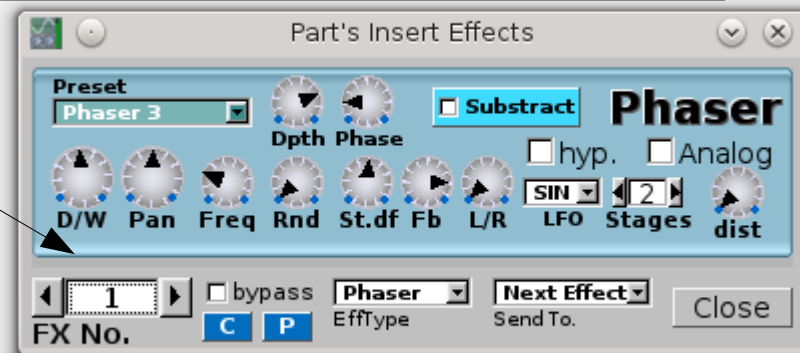 Part's Insert Effects
Preset
Phaser 3
Dpth Phase
Substract
Phaser
hyp. Analog
D/W Pan Freq Rnd St.df Fb L/R
SIN
LFO
2
Stages
dist
1
FX No.
bypass
C P
Phaser
EffType
Next Effect
Send To.
Close